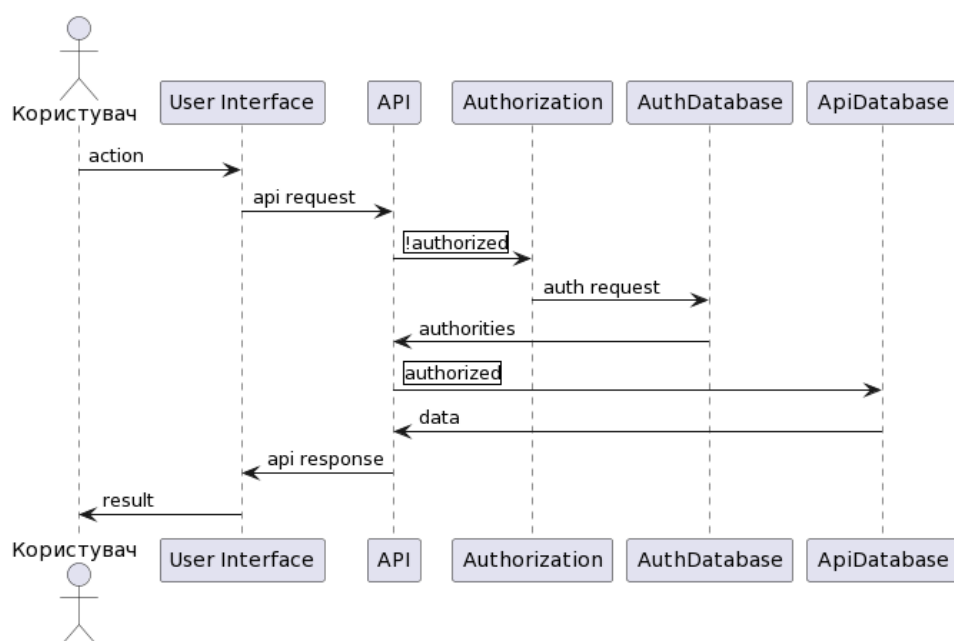 Користувач
User Interface
API
Authorization
AuthDatabase
ApiDatabase
action
api request
!authorized
auth request
authorities
authorized
data
api response
result
Користувач
User Interface
API
Authorization
AuthDatabase
ApiDatabase